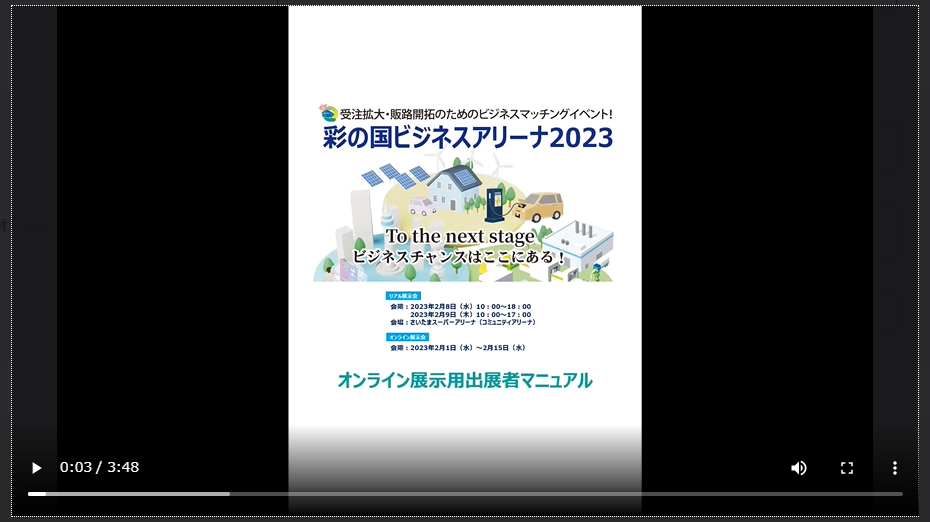 受注拡大・販路開拓のためのビジネスマッチングイベント!
彩の国ビジネスアリーナ2023
To the next stage
ビジネスチャンスはここにある！
リアル展示会
会期：2023年2月8日（水）10：00～18：00
2023年2月9日（木）10：00～17：00
会場：さいたまスーパーアリーナ（コミュニティアリーナ）
オンライン展示会
会期：2023年2月1日（水）～2月15日（水）
オンライン展示用出展者マニュアル
0:03 / 3:48